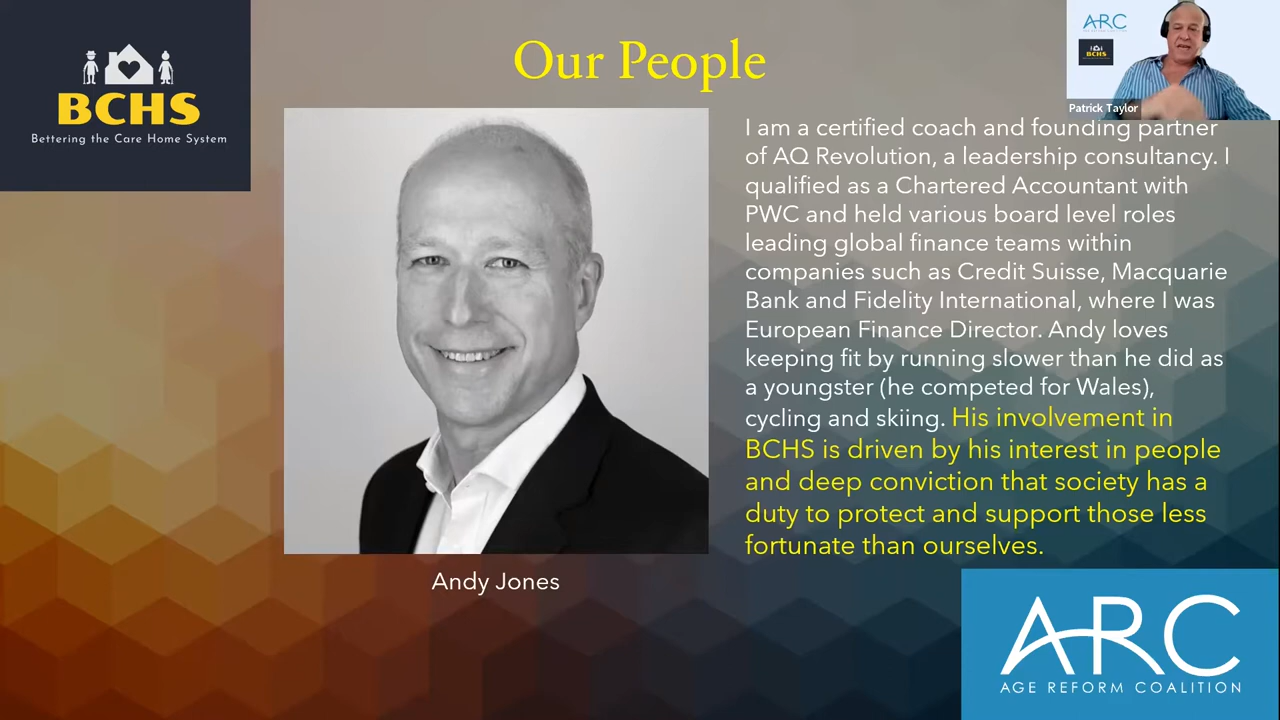 Our People
BCHS
Bettering the Care Home System
ARC
AGE REFORM COALITION
BCHS
Patrick Taylor
I am a certified coach and founding partner
of AQ Revolution, a leadership consultancy. I
qualified as a Chartered Accountant with
PWC and held various board level roles
leading global finance teams within
companies such as Credit Suisse, Macquarie
Bank and Fidelity International, where I was
European Finance Director. Andy loves
keeping fit by running slower than he did as
a youngster (he competed for Wales),
cycling and skiing. His involvement in
BCHS is driven by his interest in people
and deep conviction that society has a
duty to protect and support those less
fortunate than ourselves.
Andy Jones
ARC
AGE REFORM COALITION